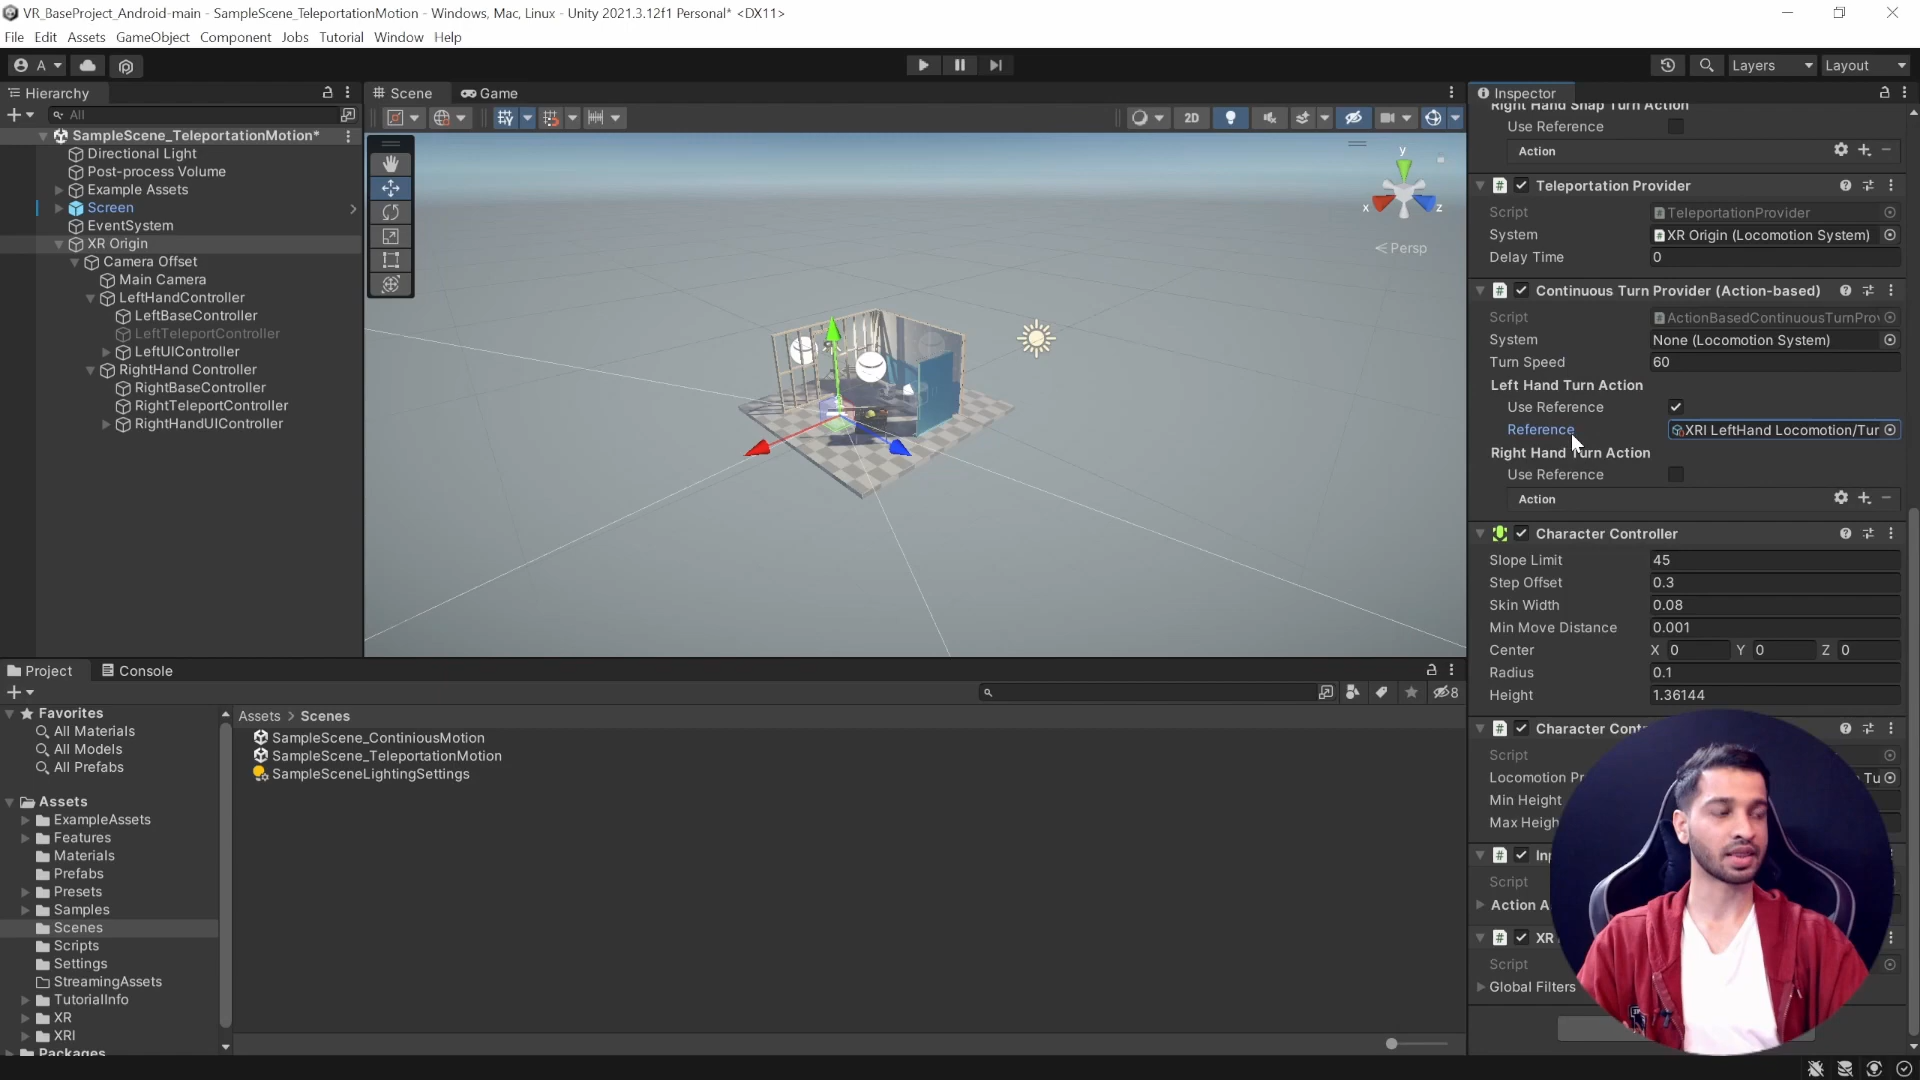 VR_BaseProject_Android-main - SampleScene_TeleportationMotion - Windows, Mac, Linux - Unity 2021.3.12f1 Personal* <DX11>
File Edit Assets GameObject Component Jobs Tutorial Window Help
A
Layers
Layout
Hierarchy
All
SampleScene_TeleportationMotion*
Directional Light
Post-process Volume
Example Assets
Screen
EventSystem
XR Origin
Camera Offset
Main Camera
LeftHandController
LeftBaseController
LeftTeleportController
LeftUIController
RightHand Controller
RightBaseController
RightTeleportController
RightHandUIController
Scene
Game
2D
y
x
z
Persp
Inspector
Right Hand Snap Turn Action
Use Reference
Action
Teleportation Provider
Script TeleportationProvider
System XR Origin (Locomotion System)
Delay Time 0
Continuous Turn Provider (Action-based)
Script ActionBasedContinuousTurnProv
System None (Locomotion System)
Turn Speed 60
Left Hand Turn Action
Use Reference
Reference XRI LeftHand Locomotion/Tur
Right Hand Turn Action
Use Reference
Action
Character Controller
Slope Limit 45
Step Offset 0.3
Skin Width 0.08
Min Move Distance 0.001
Center X 0 Y 0 Z 0
Radius 0.1
Height 1.36144
Character Cont
Script
Locomotion Pr Tu
Min Height
Max Heigh
Inp
Script
Action A
XR
Script
Global Filters
Project
Console
8
Favorites
All Materials
All Models
All Prefabs
Assets
ExampleAssets
Features
Materials
Prefabs
Presets
Samples
Scenes
Scripts
Settings
StreamingAssets
TutorialInfo
XR
XRI
Packages
Assets > Scenes
SampleScene_ContiniousMotion
SampleScene_TeleportationMotion
SampleSceneLightingSettings